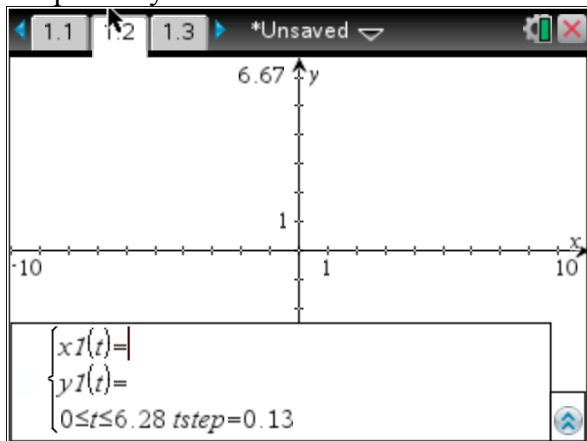 1.1 1.2 1.3 *Unsaved
6.67 y
1
x
-10 1 10
x1(t)=
y1(t)=
0≤t≤6.28 tstep=0.13